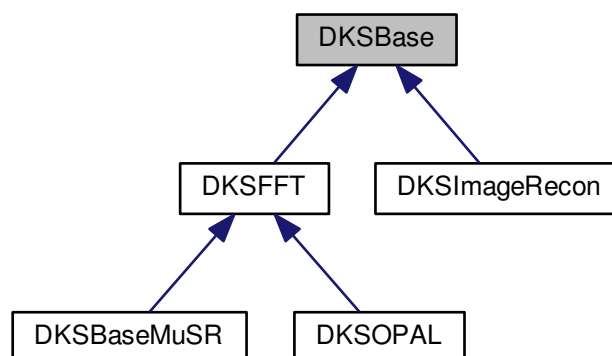 DKSBase
DKSFFT
DKSImageRecon
DKSBaseMuSR
DKSOPAL